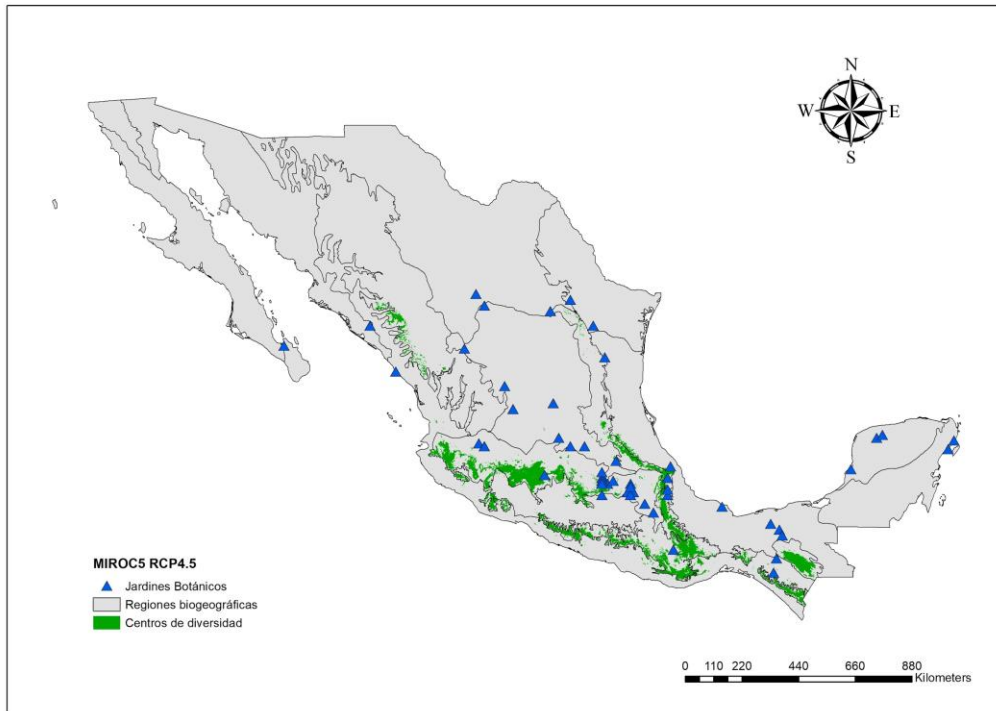 N
W E
S
MIROC5 RCP4.5
Jardines Botánicos
Regiones biogeográficas
Centros de diversidad
0 110 220 440 660 880
Kilometers